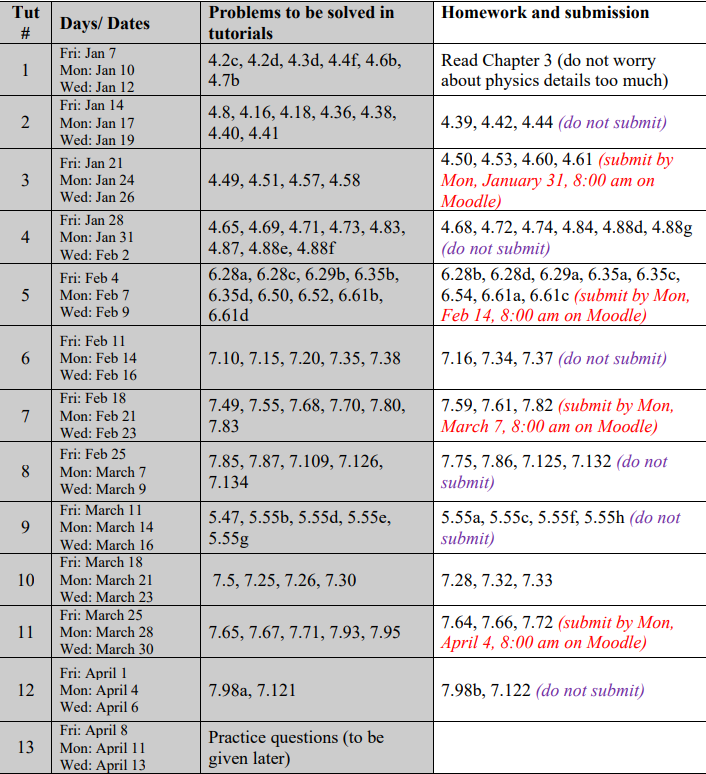 Tut #
Days/ Dates
Problems to be solved in
tutorials
Homework and submission
1
Fri: Jan 7
Mon: Jan 10
Wed: Jan 12
4.2c, 4.2d, 4.3d, 4.4f, 4.6b,
4.7b
Read Chapter 3 (do not worry
about physics details too much)
2
Fri: Jan 14
Mon: Jan 17
Wed: Jan 19
4.8, 4.16, 4.18, 4.36, 4.38,
4.40, 4.41
4.39, 4.42, 4.44 (do not submit)
3
Fri: Jan 21
Mon: Jan 24
Wed: Jan 26
4.49, 4.51, 4.57, 4.58
4.50, 4.53, 4.60, 4.61 (submit by
Mon, January 31, 8:00 am on
Moodle)
4
Fri: Jan 28
Mon: Jan 31
Wed: Feb 2
4.65, 4.69, 4.71, 4.73, 4.83,
4.87, 4.88e, 4.88f
4.68, 4.72, 4.74, 4.84, 4.88d, 4.88g
(do not submit)
5
Fri: Feb 4
Mon: Feb 7
Wed: Feb 9
6.28a, 6.28c, 6.29b, 6.35b,
6.35d, 6.50, 6.52, 6.61b,
6.61d
6.28b, 6.28d, 6.29a, 6.35a, 6.35c,
6.54, 6.61a, 6.61c (submit by Mon,
Feb 14, 8:00 am on Moodle)
6
Fri: Feb 11
Mon: Feb 14
Wed: Feb 16
7.10, 7.15, 7.20, 7.35, 7.38
7.16, 7.34, 7.37 (do not submit)
7
Fri: Feb 18
Mon: Feb 21
Wed: Feb 23
7.49, 7.55, 7.68, 7.70, 7.80,
7.83
7.59, 7.61, 7.82 (submit by Mon,
March 7, 8:00 am on Moodle)
8
Fri: Feb 25
Mon: March 7
Wed: March 9
7.85, 7.87, 7.109, 7.126,
7.134
7.75, 7.86, 7.125, 7.132 (do not
submit)
9
Fri: March 11
Mon: March 14
Wed: March 16
5.47, 5.55b, 5.55d, 5.55e,
5.55g
5.55a, 5.55c, 5.55f, 5.55h (do not
submit)
10
Fri: March 18
Mon: March 21
Wed: March 23
7.5, 7.25, 7.26, 7.30
7.28, 7.32, 7.33
11
Fri: March 25
Mon: March 28
Wed: March 30
7.65, 7.67, 7.71, 7.93, 7.95
7.64, 7.66, 7.72 (submit by Mon,
April 4, 8:00 am on Moodle)
12
Fri: April 1
Mon: April 4
Wed: April 6
7.98a, 7.121
7.98b, 7.122 (do not submit)
13
Fri: April 8
Mon: April 11
Wed: April 13
Practice questions (to be
given later)